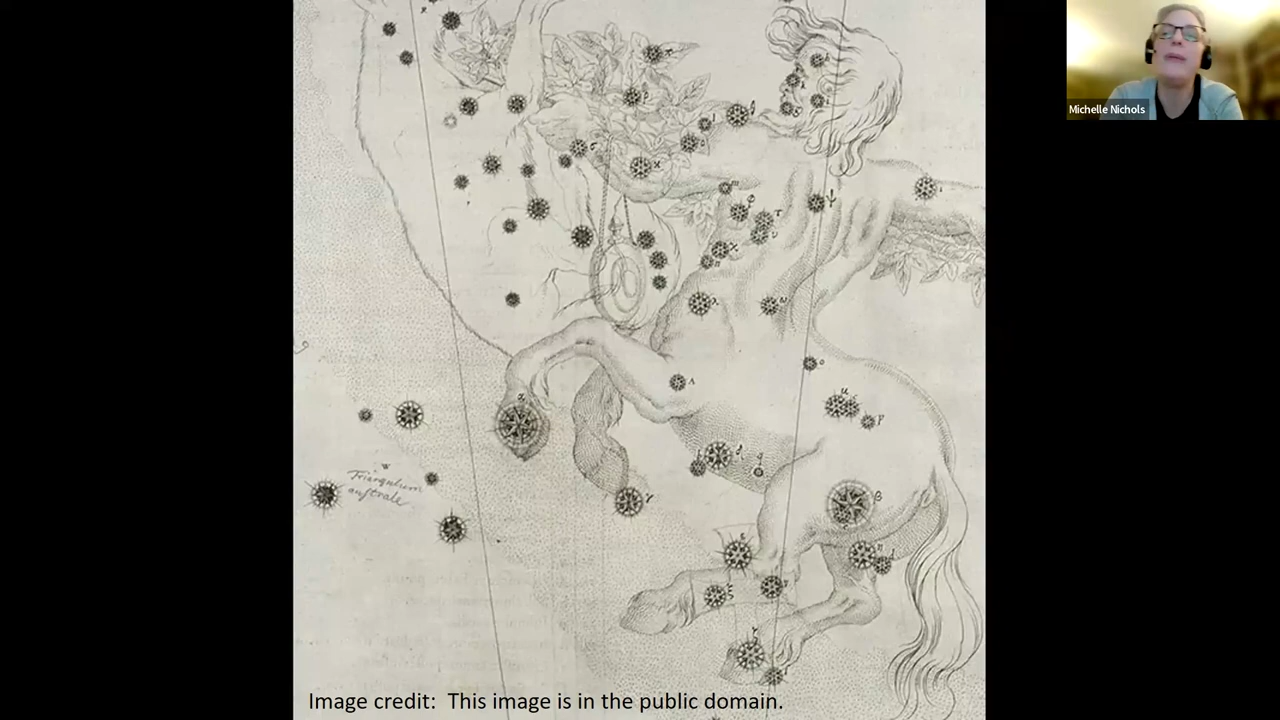 Michelle Nichols
Triangulum
australe
Image credit: This image is in the public domain.